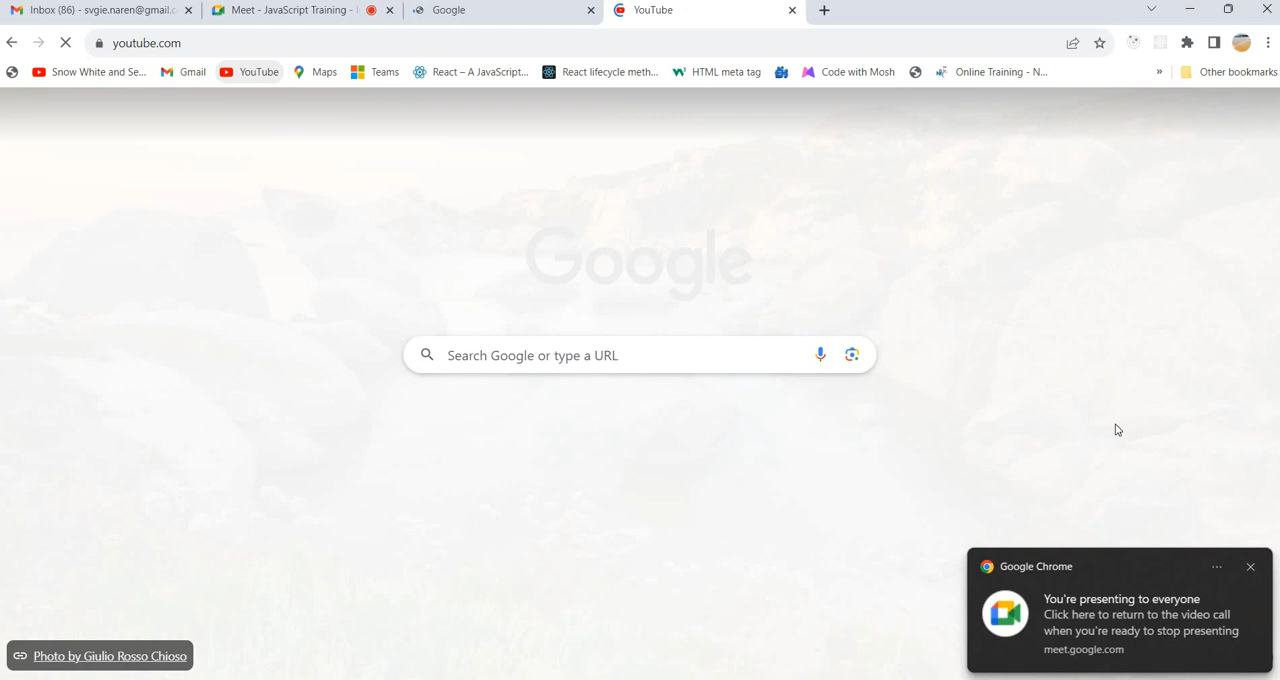 Inbox (86) - svgie.naren@gmail.c
Meet - JavaScript Training -
Google
YouTube
youtube.com
Snow White and Se...
Gmail
YouTube
Maps
Teams
React – A JavaScript...
React lifecycle meth...
HTML meta tag
Code with Mosh
Online Training - N...
»
Other bookmarks
Google
Search Google or type a URL
Google Chrome
You're presenting to everyone
Click here to return to the video call
when you're ready to stop presenting
meet.google.com
Photo by Giulio Rosso Chioso